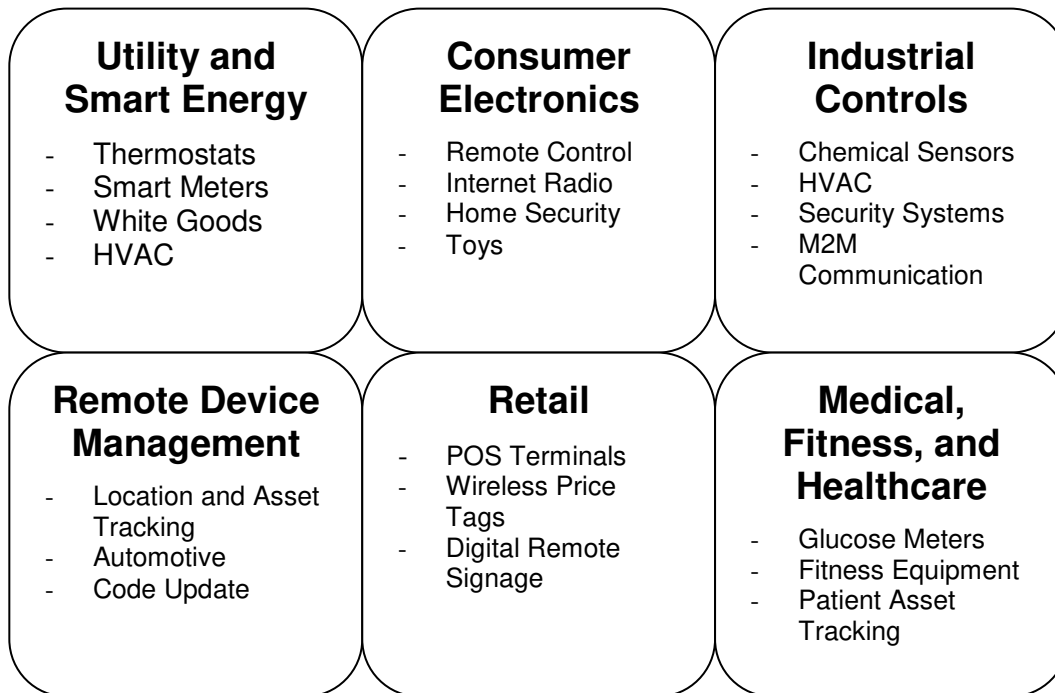 Utility and
Smart Energy
- Thermostats
- Smart Meters
- White Goods
- HVAC
Consumer
Electronics
- Remote Control
- Internet Radio
- Home Security
- Toys
Industrial
Controls
- Chemical Sensors
- HVAC
- Security Systems
- M2M
Communication
Remote Device
Management
- Location and Asset
Tracking
- Automotive
- Code Update
Retail
- POS Terminals
- Wireless Price
Tags
- Digital Remote
Signage
Medical,
Fitness, and
Healthcare
- Glucose Meters
- Fitness Equipment
- Patient Asset
Tracking